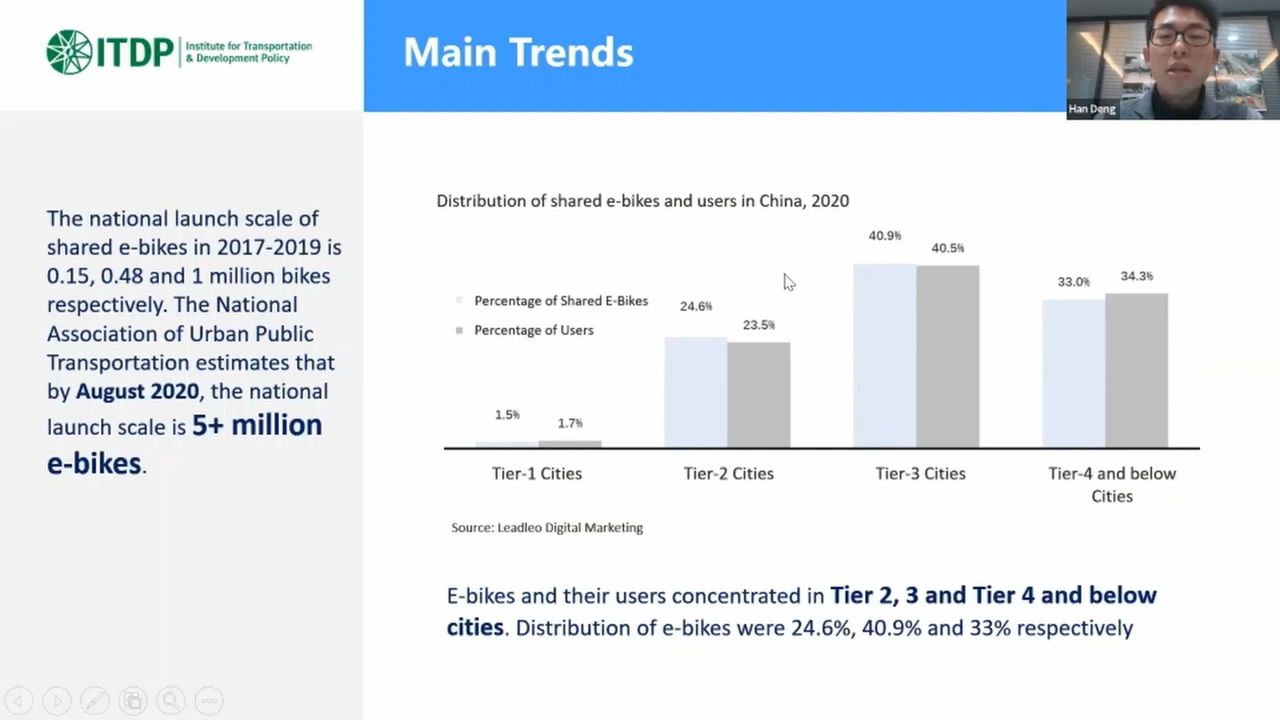 ITDP
Institute for Transportation
& Development Policy
Main Trends
Han Deng
The national launch scale of
shared e-bikes in 2017-2019 is
0.15, 0.48 and 1 million bikes
respectively. The National
Association of Urban Public
Transportation estimates that
by August 2020, the national
launch scale is 5+ million
e-bikes.
Distribution of shared e-bikes and users in China, 2020
Percentage of Shared E-Bikes
Percentage of Users
1.5%
1.7%
24.6%
23.5%
40.9%
40.5%
33.0%
34.3%
Tier-1 Cities
Tier-2 Cities
Tier-3 Cities
Tier-4 and below
Cities
Source: Leadleo Digital Marketing
E-bikes and their users concentrated in Tier 2, 3 and Tier 4 and below
cities. Distribution of e-bikes were 24.6%, 40.9% and 33% respectively